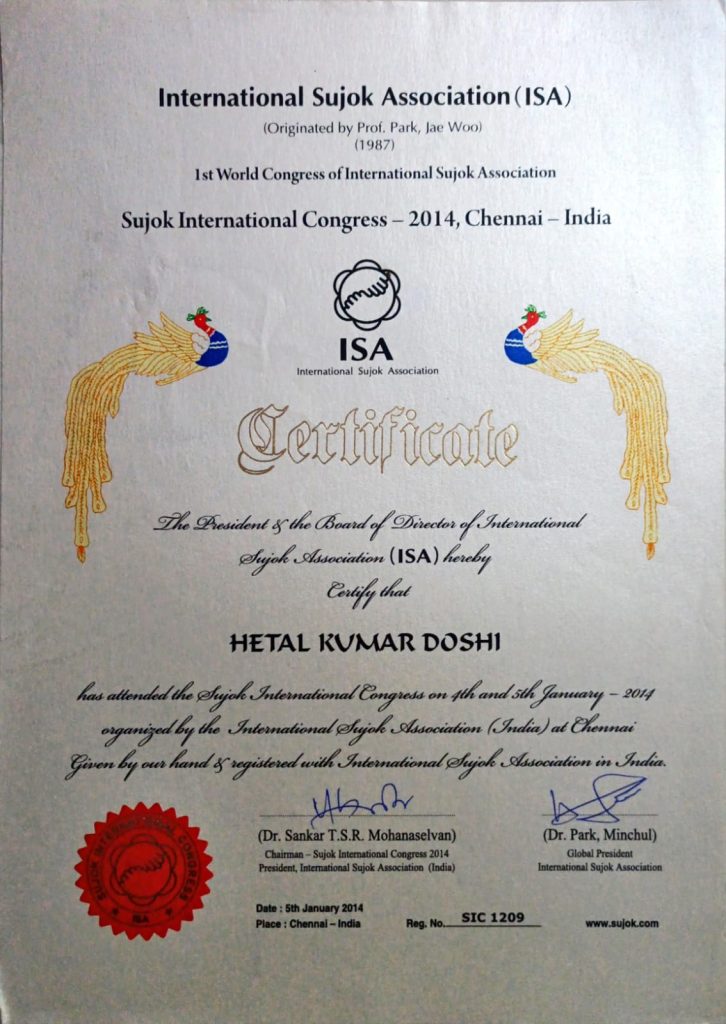 International Sujok Association (ISA)
(Originated by Prof. Park, Jae Woo)
(1987)
1st World Congress of International Sujok Association
Sujok International Congress – 2014, Chennai – India
ISA
International Sujok Association
Certificate
The President & the Board of Director of International
Sujok Association (ISA) hereby
Certify that
HETAL KUMAR DOSHI
has attended the Sujok International Congress on 4th and 5th January – 2014
organized by the International Sujok Association (India) at Chennai
Given by our hand & registered with International Sujok Association in India.
(Dr. Sankar T.S.R. Mohanaselvan)
Chairman – Sujok International Congress 2014
President, International Sujok Association (India)
(Dr. Park, Minchul)
Global President
International Sujok Association
SUJOK INTERNATIONAL CONGRESS
ISA
Date : 5th January 2014
Place : Chennai – India
Reg. No. SIC 1209
www.sujok.com